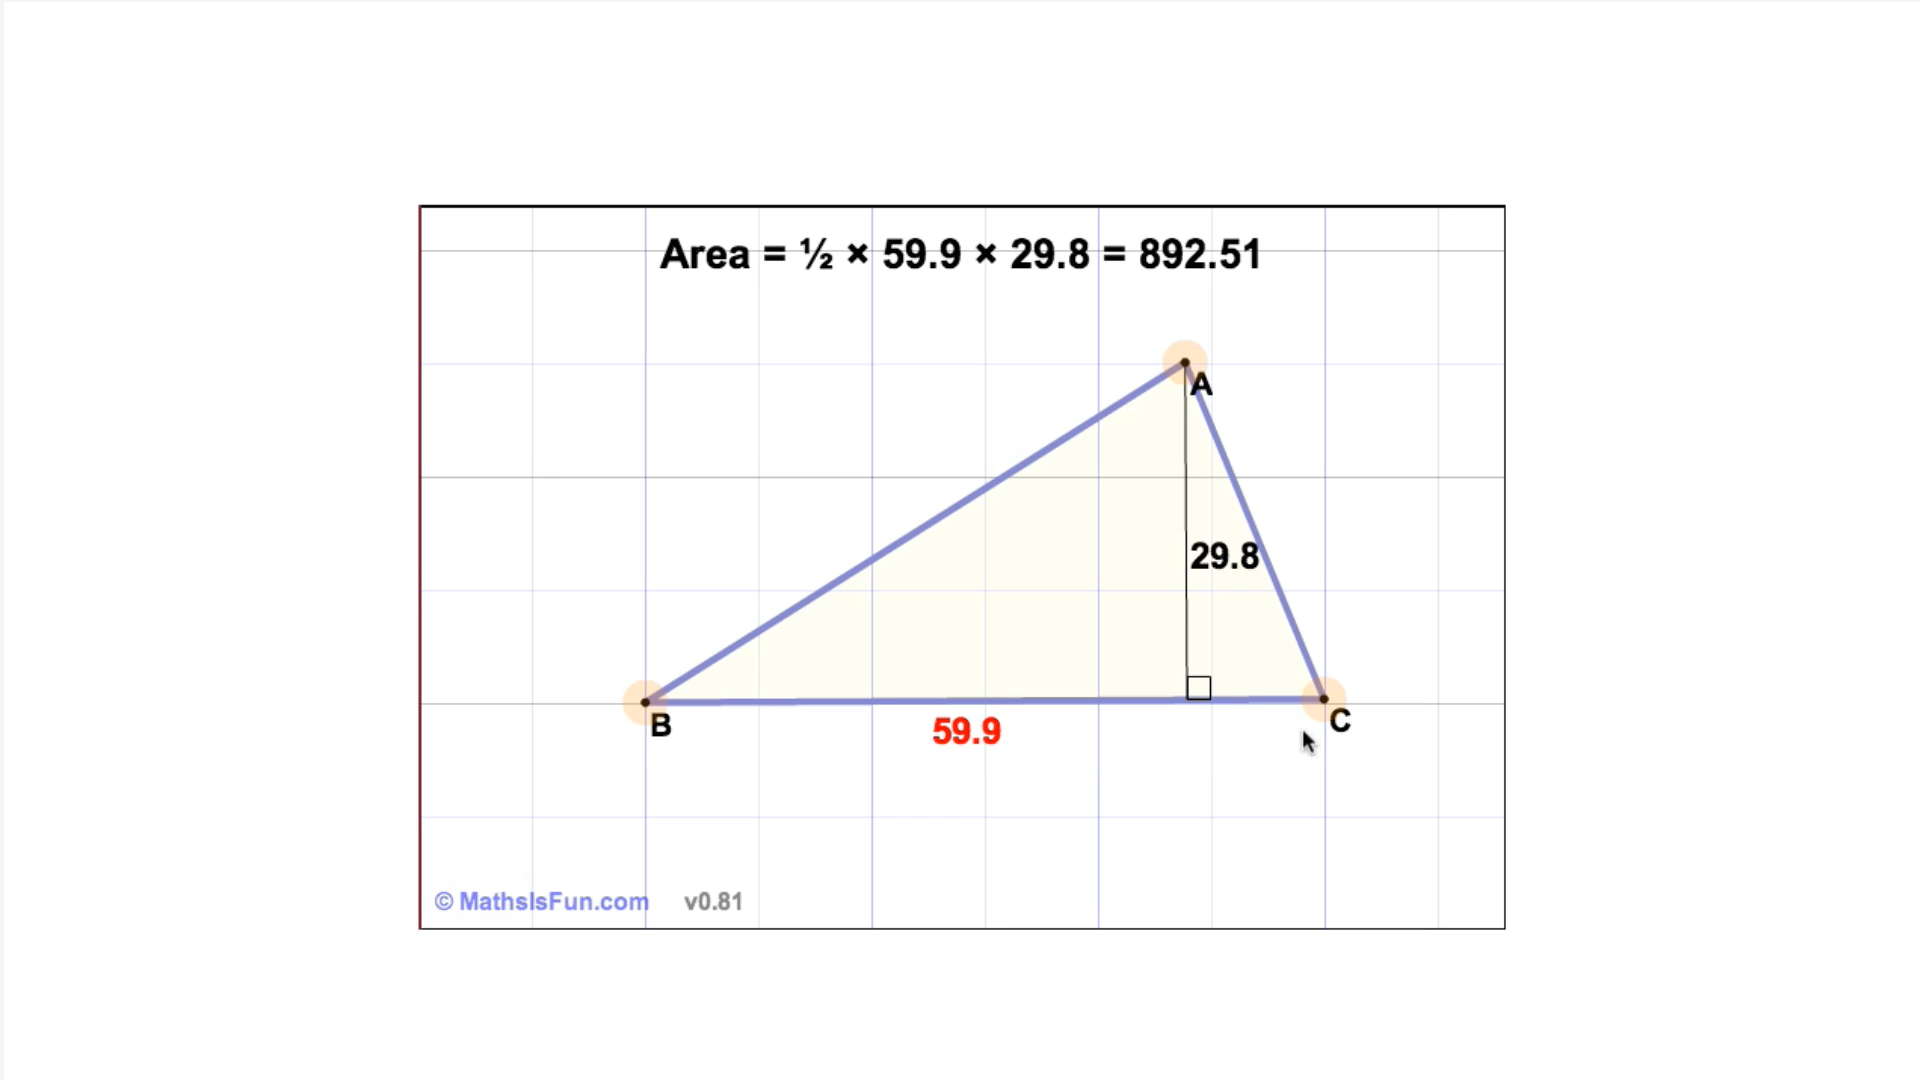 Area = ½ × 59.9 × 29.8 = 892.51
A
29.8
B
C
59.9
© MathsIsFun.com v0.81